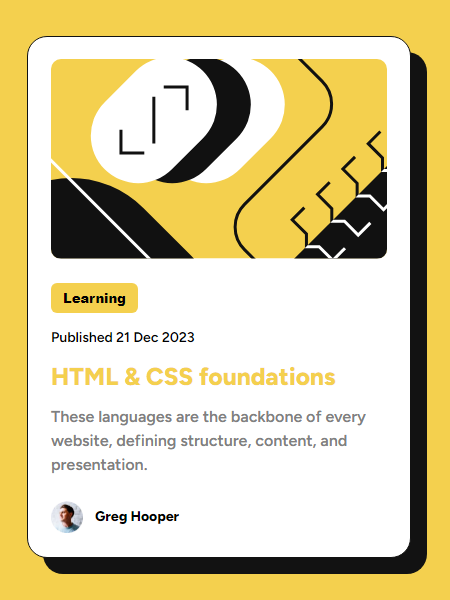 Learning
Published 21 Dec 2023
HTML & CSS foundations
These languages are the backbone of every
website, defining structure, content, and
presentation.
Greg Hooper